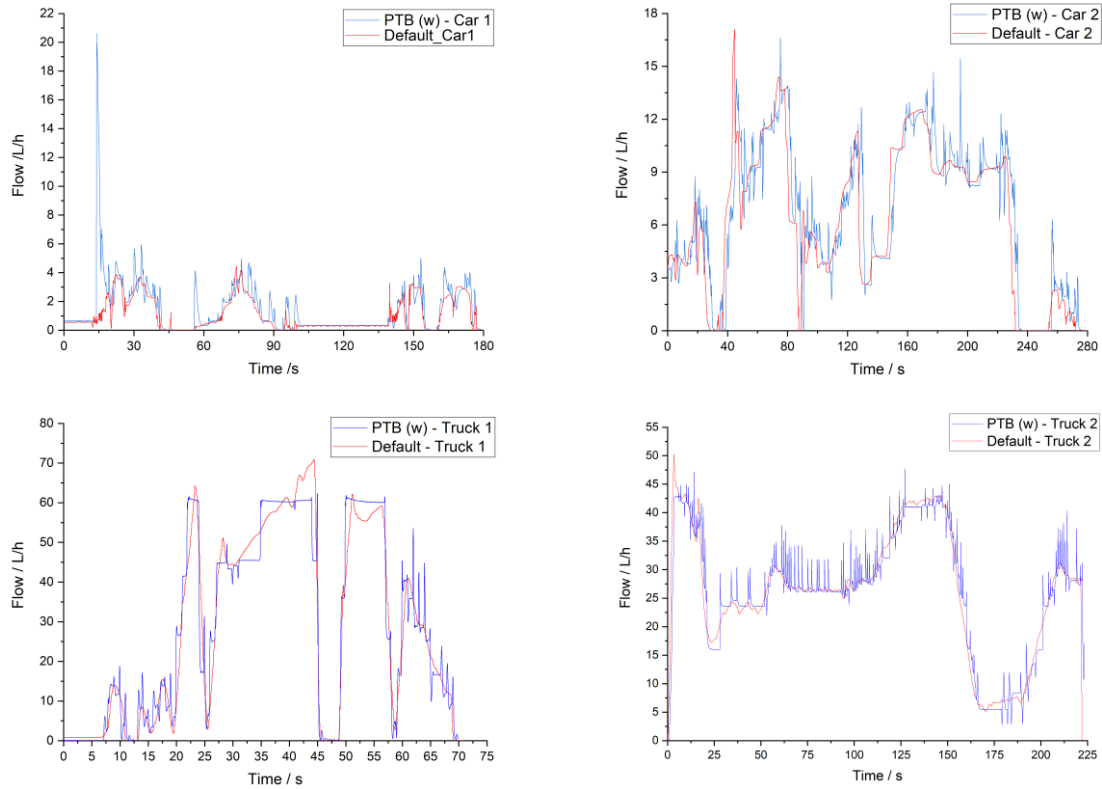 PTB (w) - Car 1
Default_Car1
22
20
18
16
14
12
10
8
6
4
2
0
Flow /L/h
0 30 60 90 120 150 180
Time /s
PTB (w) - Car 2
Default - Car 2
18
15
12
9
6
3
0
Flow / L/h
0 40 80 120 160 200 240 280
Time / s
PTB (w) - Truck 1
Default - Truck 1
80
70
60
50
40
30
20
10
0
Flow / L/h
0 5 10 15 20 25 30 35 40 45 50 55 60 65 70 75
Time / s
PTB (w) - Truck 2
Default - Truck 2
55
50
45
40
35
30
25
20
15
10
5
0
Flow / L/h
0 25 50 75 100 125 150 175 200 225
Time / s